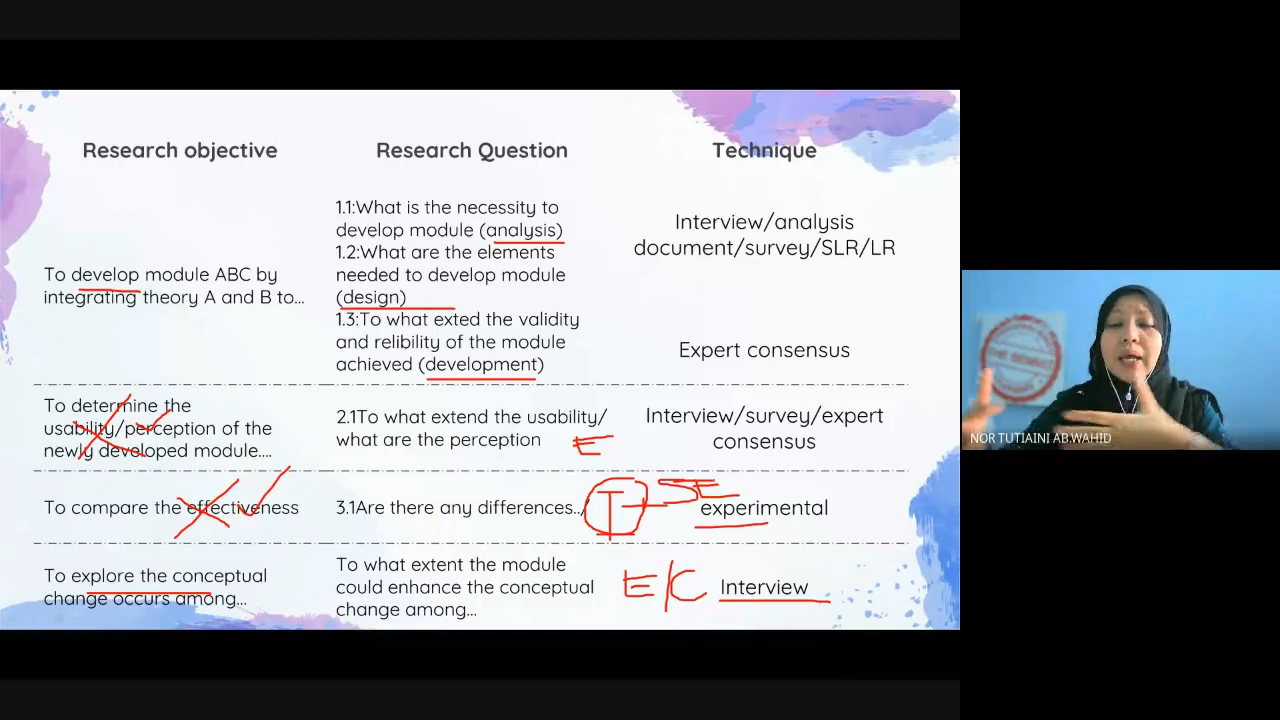 Research objective
Research Question
Technique
To develop module ABC by
integrating theory A and B to...
1.1:What is the necessity to
develop module (analysis)
1.2:What are the elements
needed to develop module
(design)
1.3:To what exted the validity
and relibility of the module
achieved (development)
Interview/analysis
document/survey/SLR/LR
Expert consensus
To determine the
usability/perception of the
newly developed module....
2.1To what extend the usability/
what are the perception
E
Interview/survey/expert
consensus
To compare the effectiveness
3.1Are there any differences../
experimental
To explore the conceptual
change occurs among...
To what extent the module
could enhance the conceptual
change among...
E/C
Interview
NOR TUTIAINI AB.WAHID